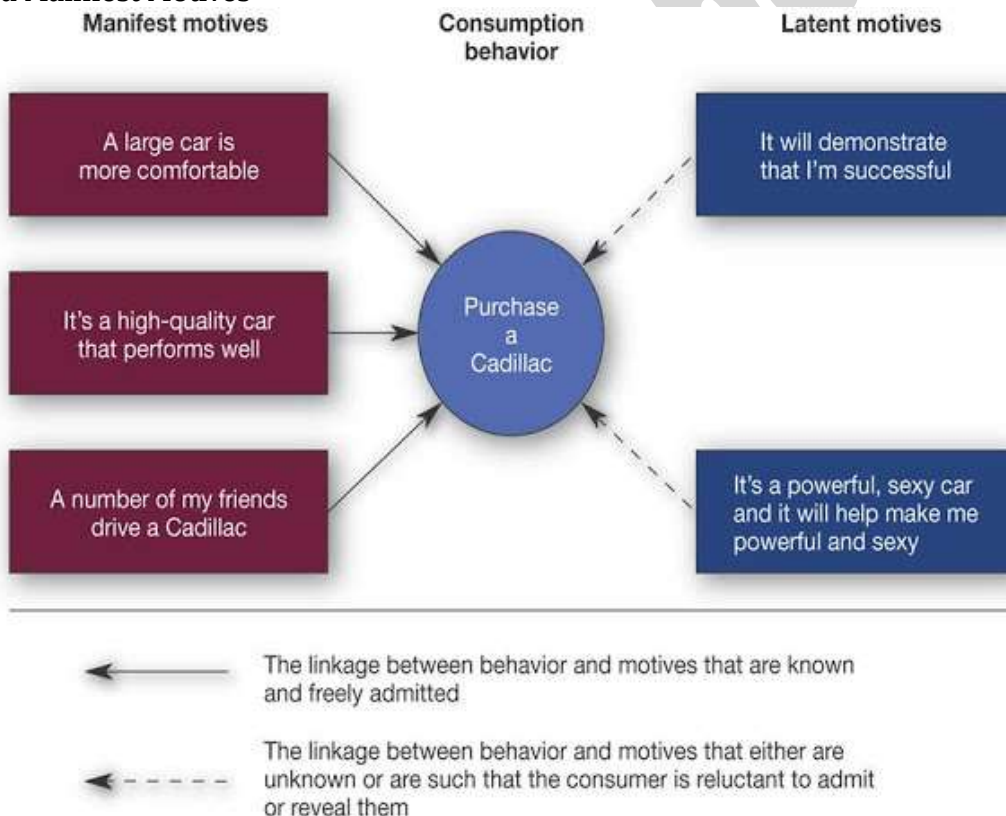 Manifest motives
Consumption
behavior
Latent motives
A large car is
more comfortable
It's a high-quality car
that performs well
A number of my friends
drive a Cadillac
Purchase
a
Cadillac
It will demonstrate
that I'm successful
It's a powerful, sexy car
and it will help make me
powerful and sexy
The linkage between behavior and motives that are known
and freely admitted
The linkage between behavior and motives that either are
unknown or are such that the consumer is reluctant to admit
or reveal them